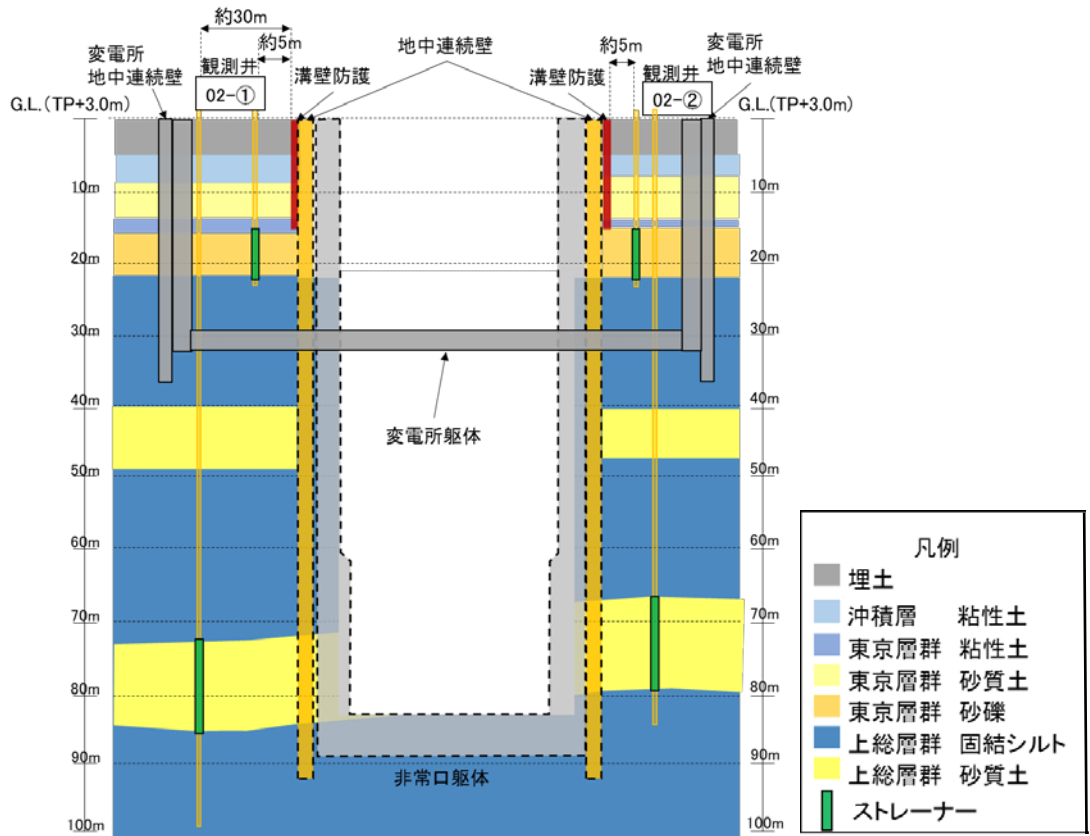 約30m
約5m
変電所
地中連続壁
観測井
02-①
溝壁防護
地中連続壁
溝壁防護
約5m
観測井
02-②
変電所
地中連続壁
G.L.(TP+3.0m)
G.L.(TP+3.0m)
10m
20m
30m
40m
50m
60m
70m
80m
90m
100m
10m
20m
30m
40m
50m
60m
70m
80m
90m
100m
変電所躯体
非常口躯体
凡例
埋土
沖積層 粘性土
東京層群 粘性土
東京層群 砂質土
東京層群 砂礫
上総層群 固結シルト
上総層群 砂質土
ストレーナー